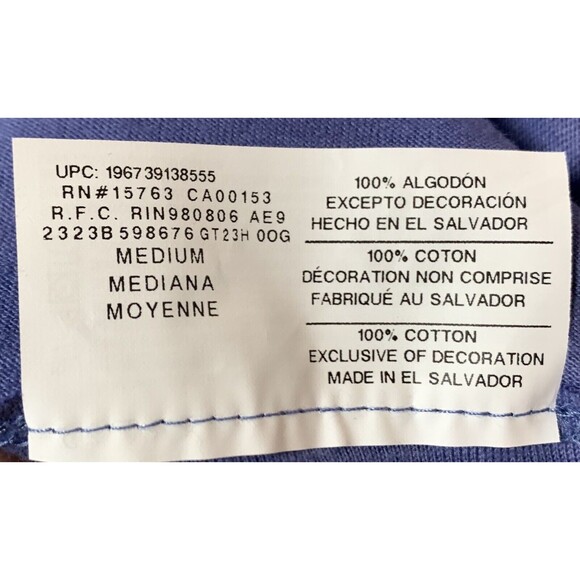 UPC: 196739138555
RN#15763 CA00153
R.F.C. RIN980806 AE9
2323B 598676 GT23H 00G
MEDIUM
MEDIANA
MOYENNE
100% ALGODÓN
EXCEPTO DECORACIÓN
HECHO EN EL SALVADOR
100% COTON
DÉCORATION NON COMPRISE
FABRIQUÉ AU SALVADOR
100% COTTON
EXCLUSIVE OF DECORATION
MADE IN EL SALVADOR